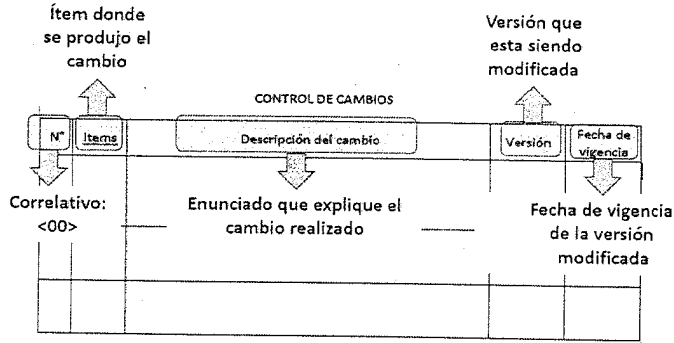 Ítem donde
se produjo el
cambio
Versión que
esta siendo
modificada
CONTROL DE CAMBIOS
N° Items Descripción del cambio Versión Fecha de
vigencia
Correlativo:
<00>
Enunciado que explique el
cambio realizado
Fecha de vigencia
de la versión
modificada